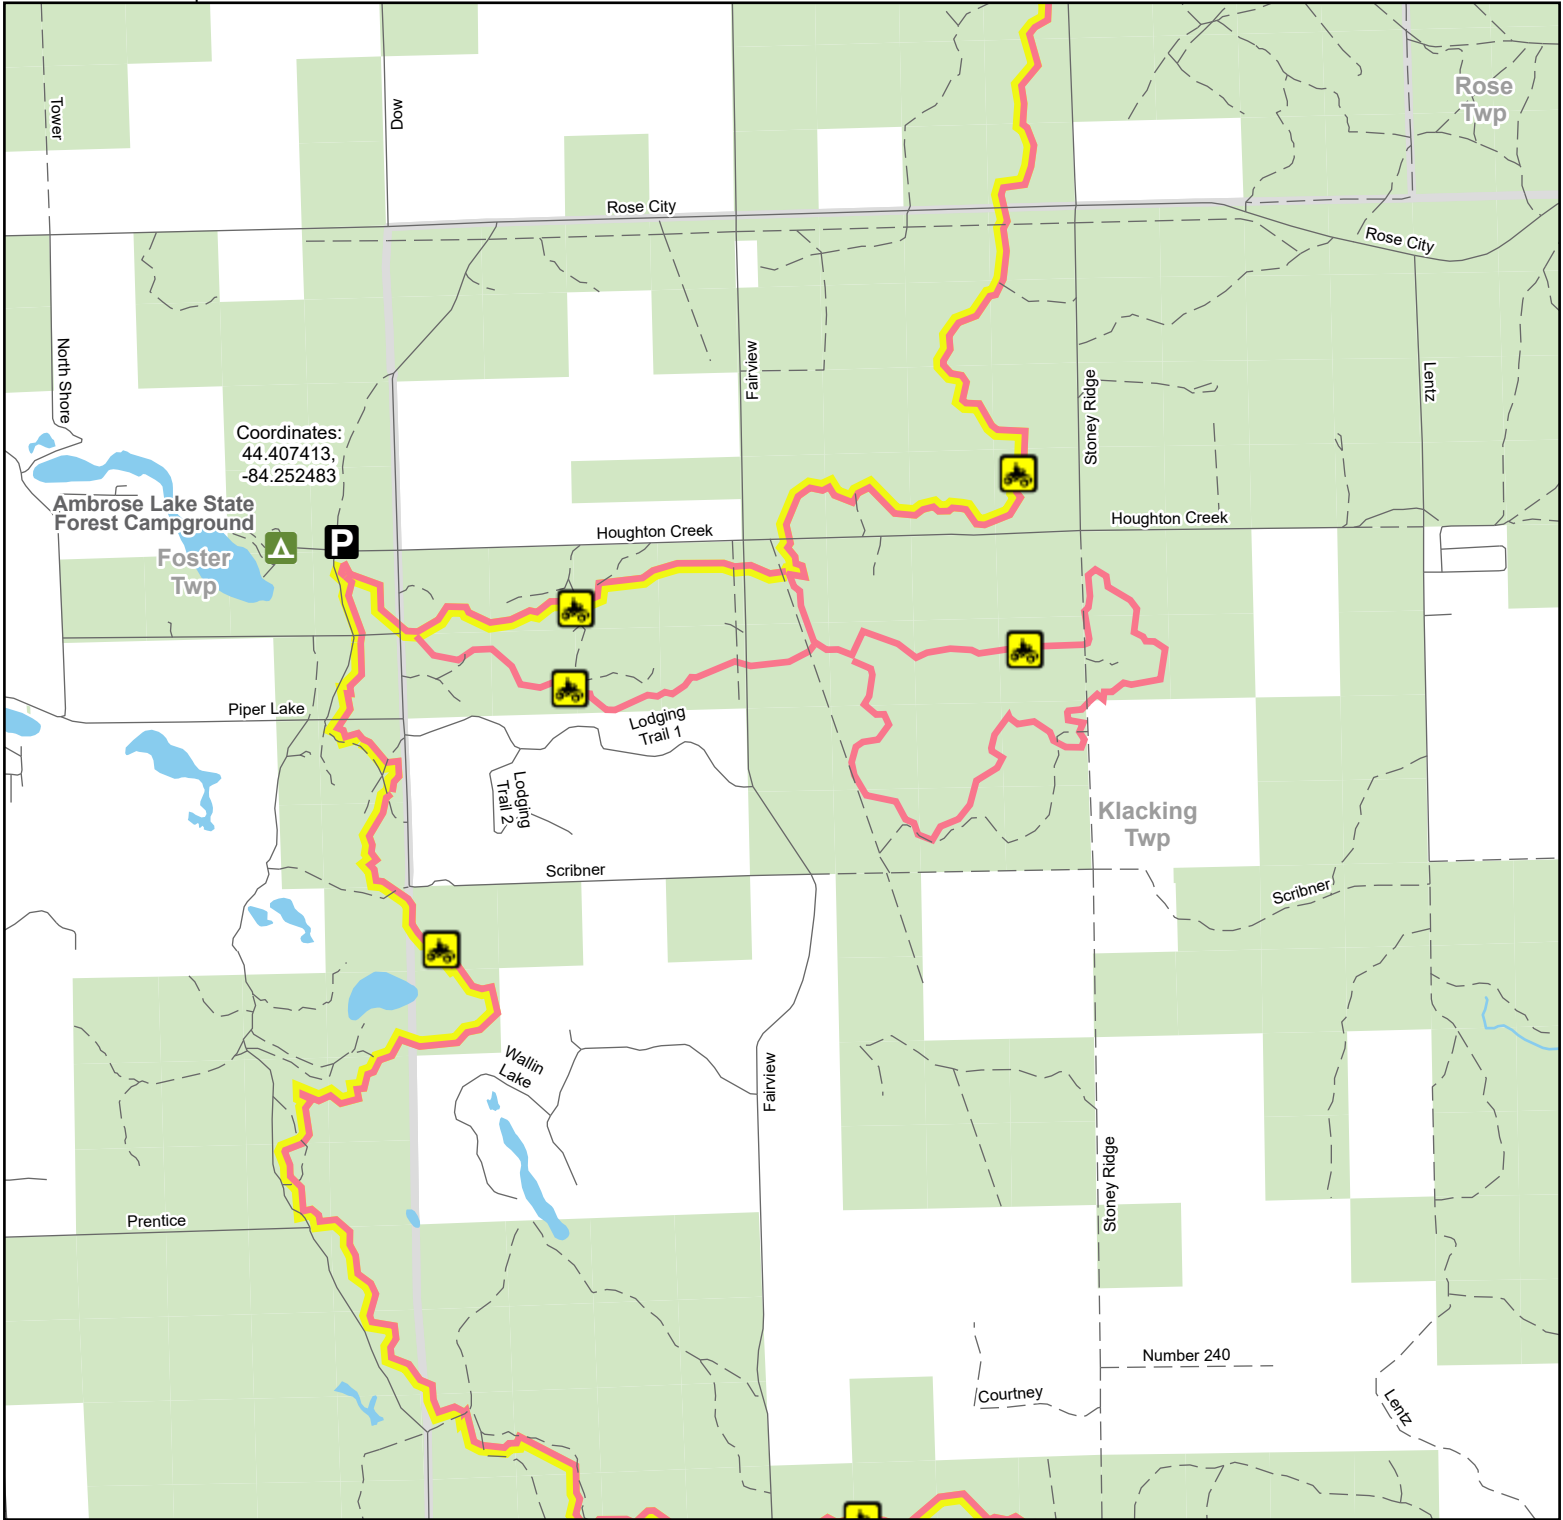 Tower
Dow
Rose
Twp
Rose City
Rose City
North Shore
Fairview
Stoney Ridge
Lentz
Coordinates:
44.407413,
-84.252483
Ambrose Lake State
Forest Campground
P
Foster
Twp
Houghton Creek
Houghton Creek
Piper Lake
Lodging
Trail 1
Lodging
Trail 2
Klacking
Twp
Scribner
Scribner
Wallin
Lake
Fairview
Stoney Ridge
Prentice
Number 240
Courtney
Lentz